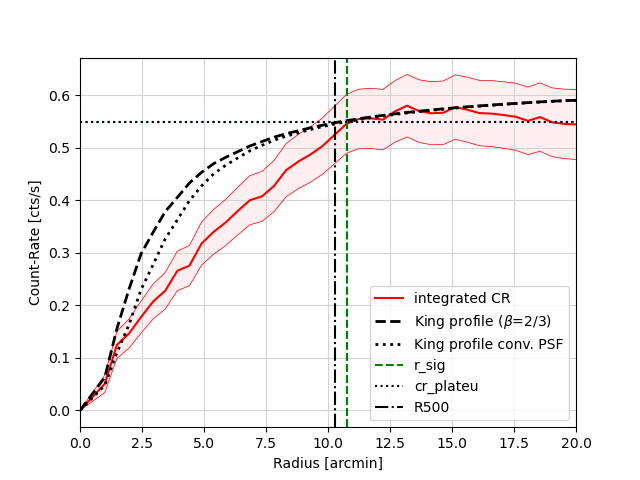 0.6
0.5
0.4
0.3
0.2
0.1
0.0
Count-Rate [cts/s]
integrated CR
King profile (β=2/3)
King profile conv. PSF
r_sig
cr_plateu
R500
0.0 2.5 5.0 7.5 10.0 12.5 15.0 17.5 20.0
Radius [arcmin]